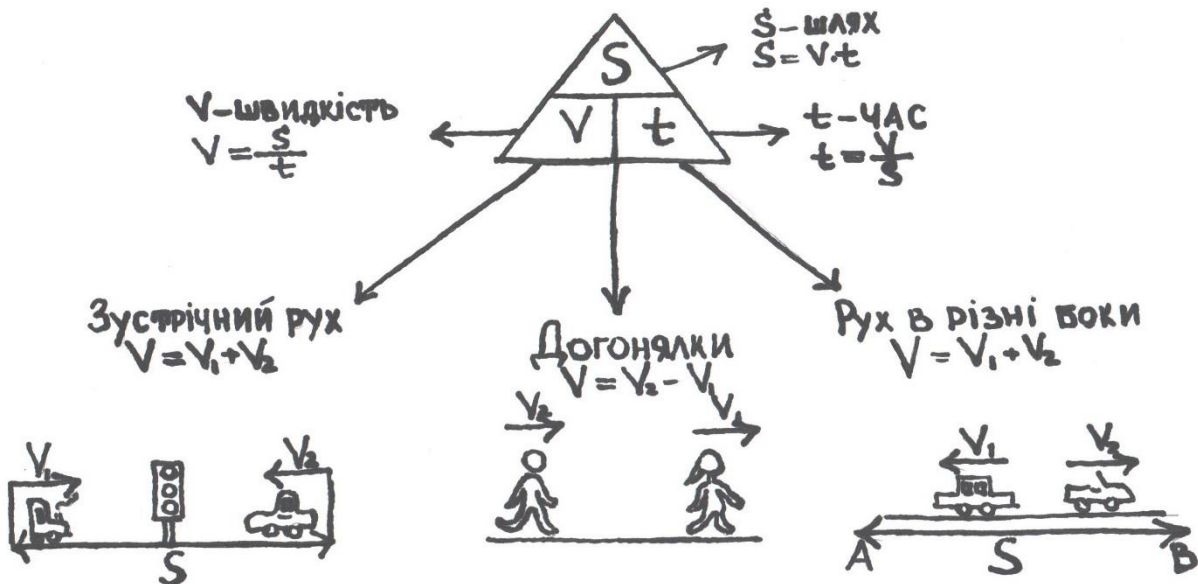 S
V t
S-шлях
S=V·t
V-швидкість
V=S/t
t-ЧАС
t=V/S
Зустрічний рух
V=V₁+V₂
Догонялки
V=V₂-V₁
Рух в різні боки
V=V₁+V₂
V₁ V₂
S
V₂ V₁
V₁ V₂
A S B